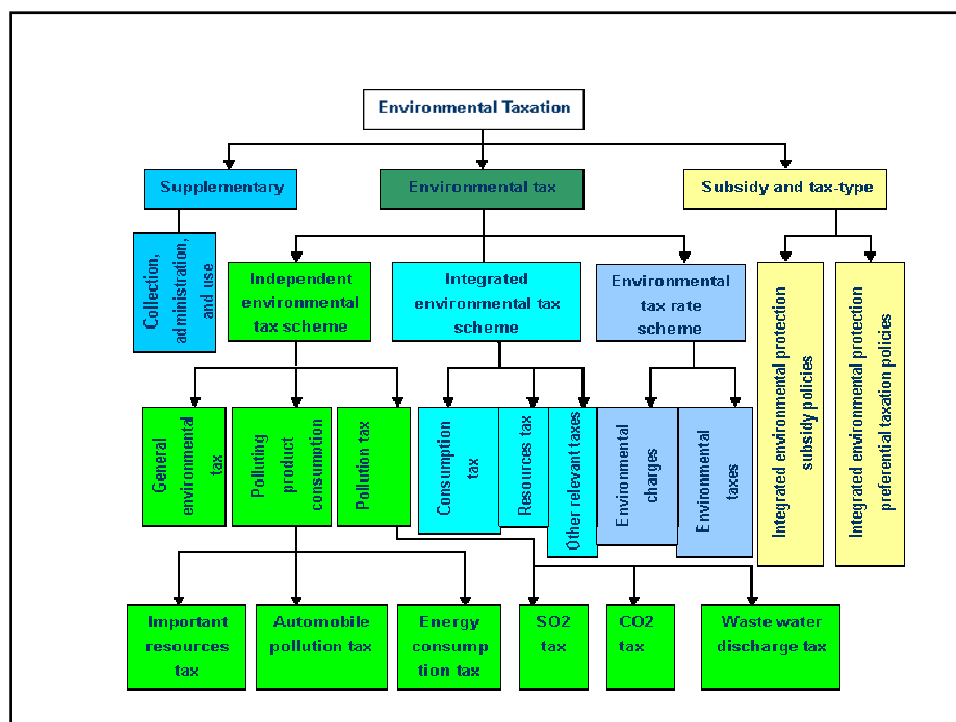 Environmental Taxation
Supplementary
Environmental tax
Subsidy and tax-type
Collection,
administration,
and use
Independent
environmental
tax scheme
Integrated
environmental tax
scheme
Environmental
tax rate
scheme
Integrated environmental protection
subsidy policies
Integrated environmental protection
preferential taxation policies
General
environmental
tax
Polluting
product
consumption
Pollution tax
Consumption
tax
Resources tax
Other relevant taxes
Environmental
charges
Environmental
taxes
Important
resources
tax
Automobile
pollution tax
Energy
consump
tion tax
SO2
tax
CO2
tax
Waste water
discharge tax